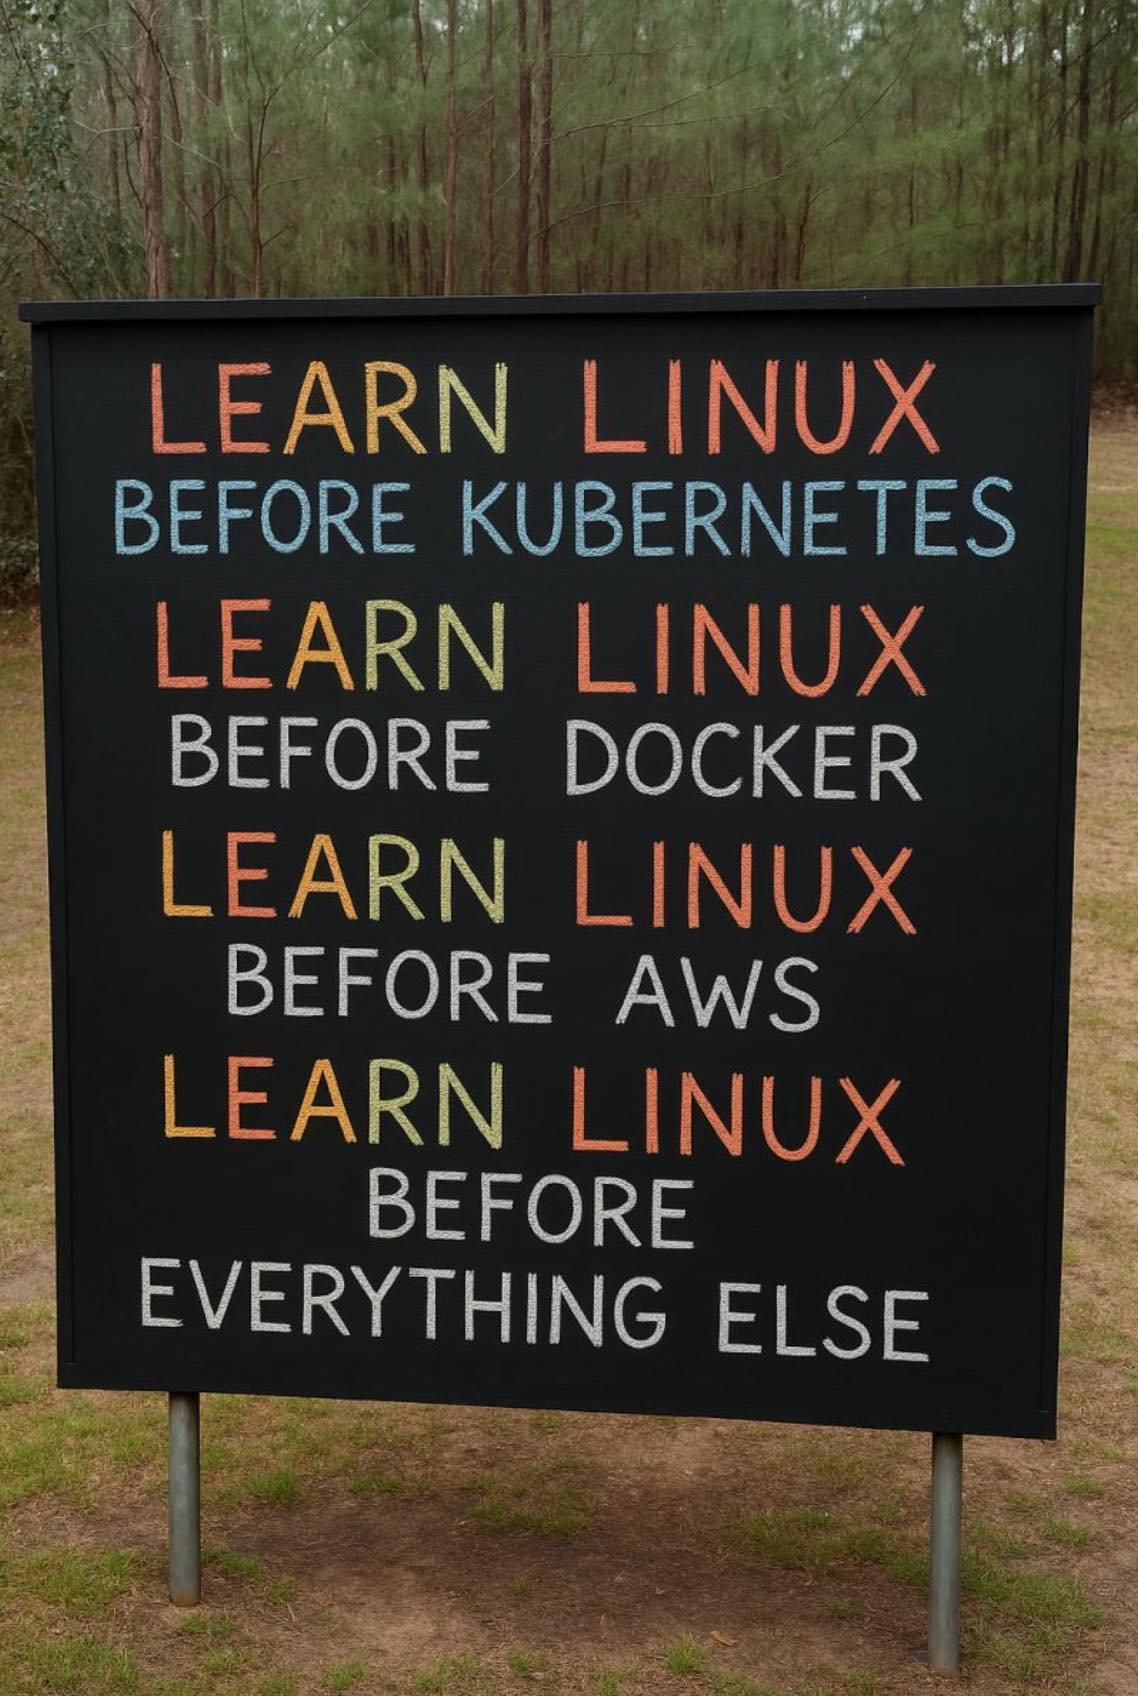 LEARN LINUX
BEFORE KUBERNETES
LEARN LINUX
BEFORE DOCKER
LEARN LINUX
BEFORE AWS
LEARN LINUX
BEFORE
EVERYTHING ELSE